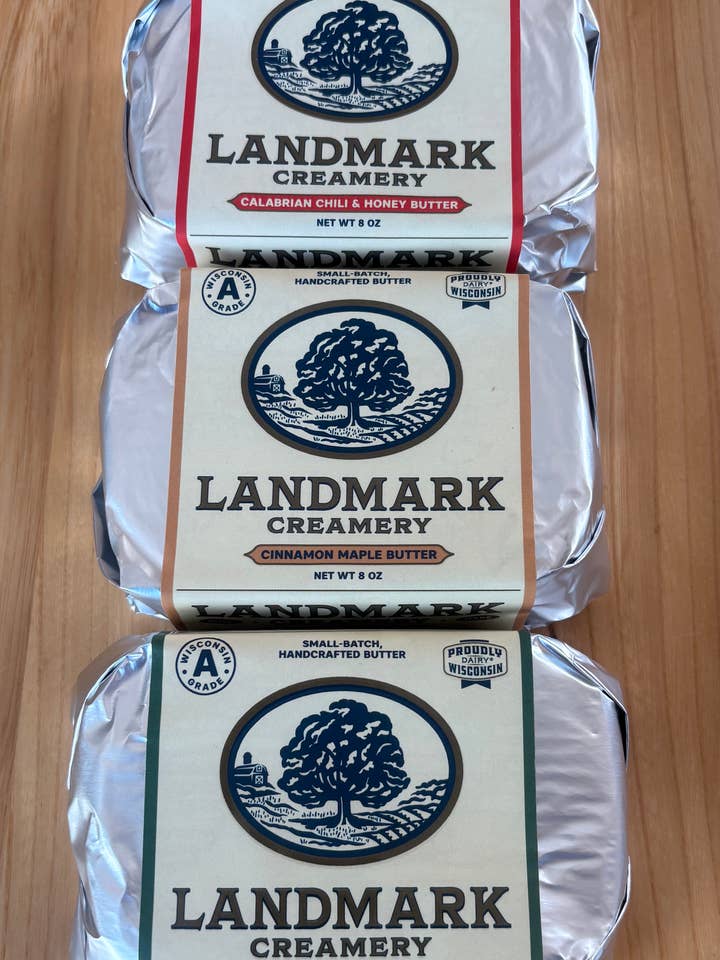 LANDMARK
CREAMERY
CALABRIAN CHILI & HONEY BUTTER
NET WT 8 OZ
LANDMARK
WISCONSIN
A
GRADE
SMALL-BATCH,
HANDCRAFTED BUTTER
PROUDLY
DAIRY
WISCONSIN
LANDMARK
CREAMERY
CINNAMON MAPLE BUTTER
NET WT 8 OZ
LANDMARK
WISCONSIN
A
GRADE
SMALL-BATCH,
HANDCRAFTED BUTTER
PROUDLY
DAIRY
WISCONSIN
LANDMARK
CREAMERY